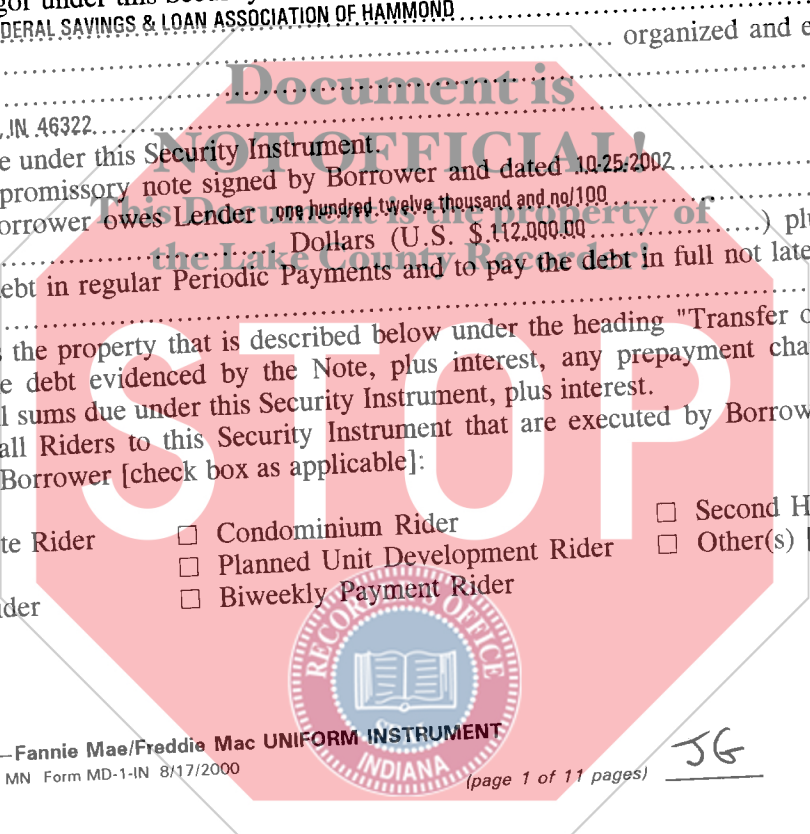 gor under this Secu
DERAL SAVINGS & LOAN ASSOCIATION OF HAMMOND
organized and e
Document is
, IN 46322
NOT OFFICIAL!
e under this Security Instrument.
promissory note signed by Borrower and dated 10-25-2002
orrower owes Lender one hundred twelve thousand and no/100
This Document is the property of
Dollars (U.S. $ 112,000.00 ) plu
the Lake County Recorder!
ebt in regular Periodic Payments and to pay the debt in full not late
s the property that is described below under the heading "Transfer o
e debt evidenced by the Note, plus interest, any prepayment cha
l sums due under this Security Instrument, plus interest.
STOP
all Riders to this Security Instrument that are executed by Borrow
Borrower [check box as applicable]:
te Rider ☐ Condominium Rider ☐ Second H
☐ Planned Unit Development Rider ☐ Other(s) [
ider ☐ Biweekly Payment Rider
RECORDER'S OFFICE
SEAL
INDIANA
—Fannie Mae/Freddie Mac UNIFORM INSTRUMENT
MN Form MD-1-IN 8/17/2000 (page 1 of 11 pages) JG